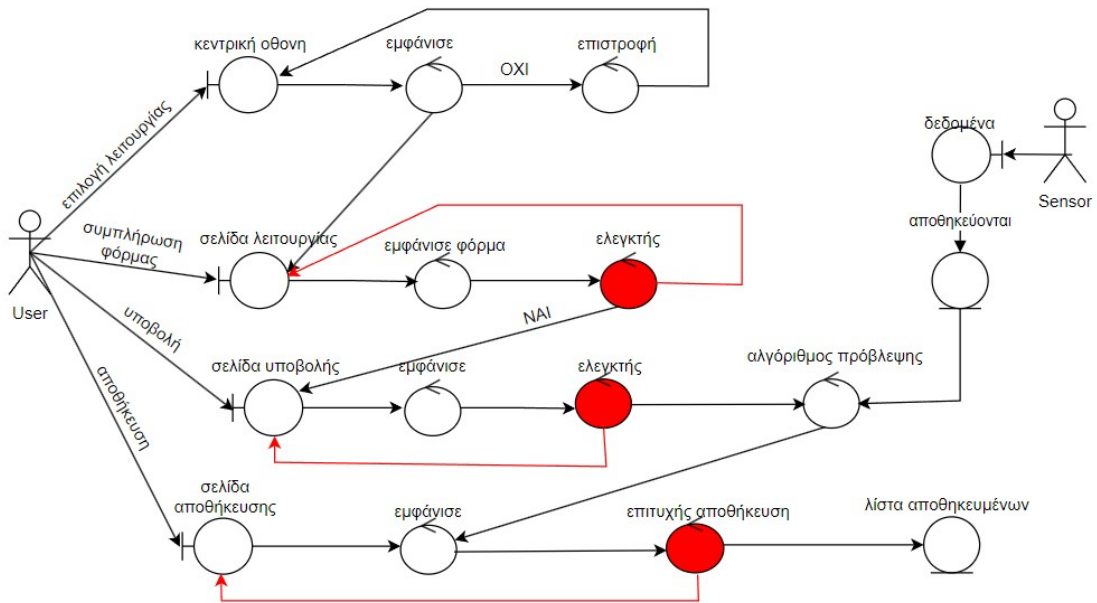 κεντρική οθονη
εμφάνισε
επιστροφή
ΟΧΙ
επιλογή λειτουργίας
δεδομένα
Sensor
αποθηκεύονται
User
συμπλήρωση
φόρμας
σελίδα λειτουργίας
εμφάνισε φόρμα
ελεγκτής
ΝΑΙ
υποβολή
σελίδα υποβολής
εμφάνισε
ελεγκτής
αλγόριθμος πρόβλεψης
αποθήκευση
σελίδα
αποθήκευσης
εμφάνισε
επιτυχής αποθήκευση
λίστα αποθηκευμένων